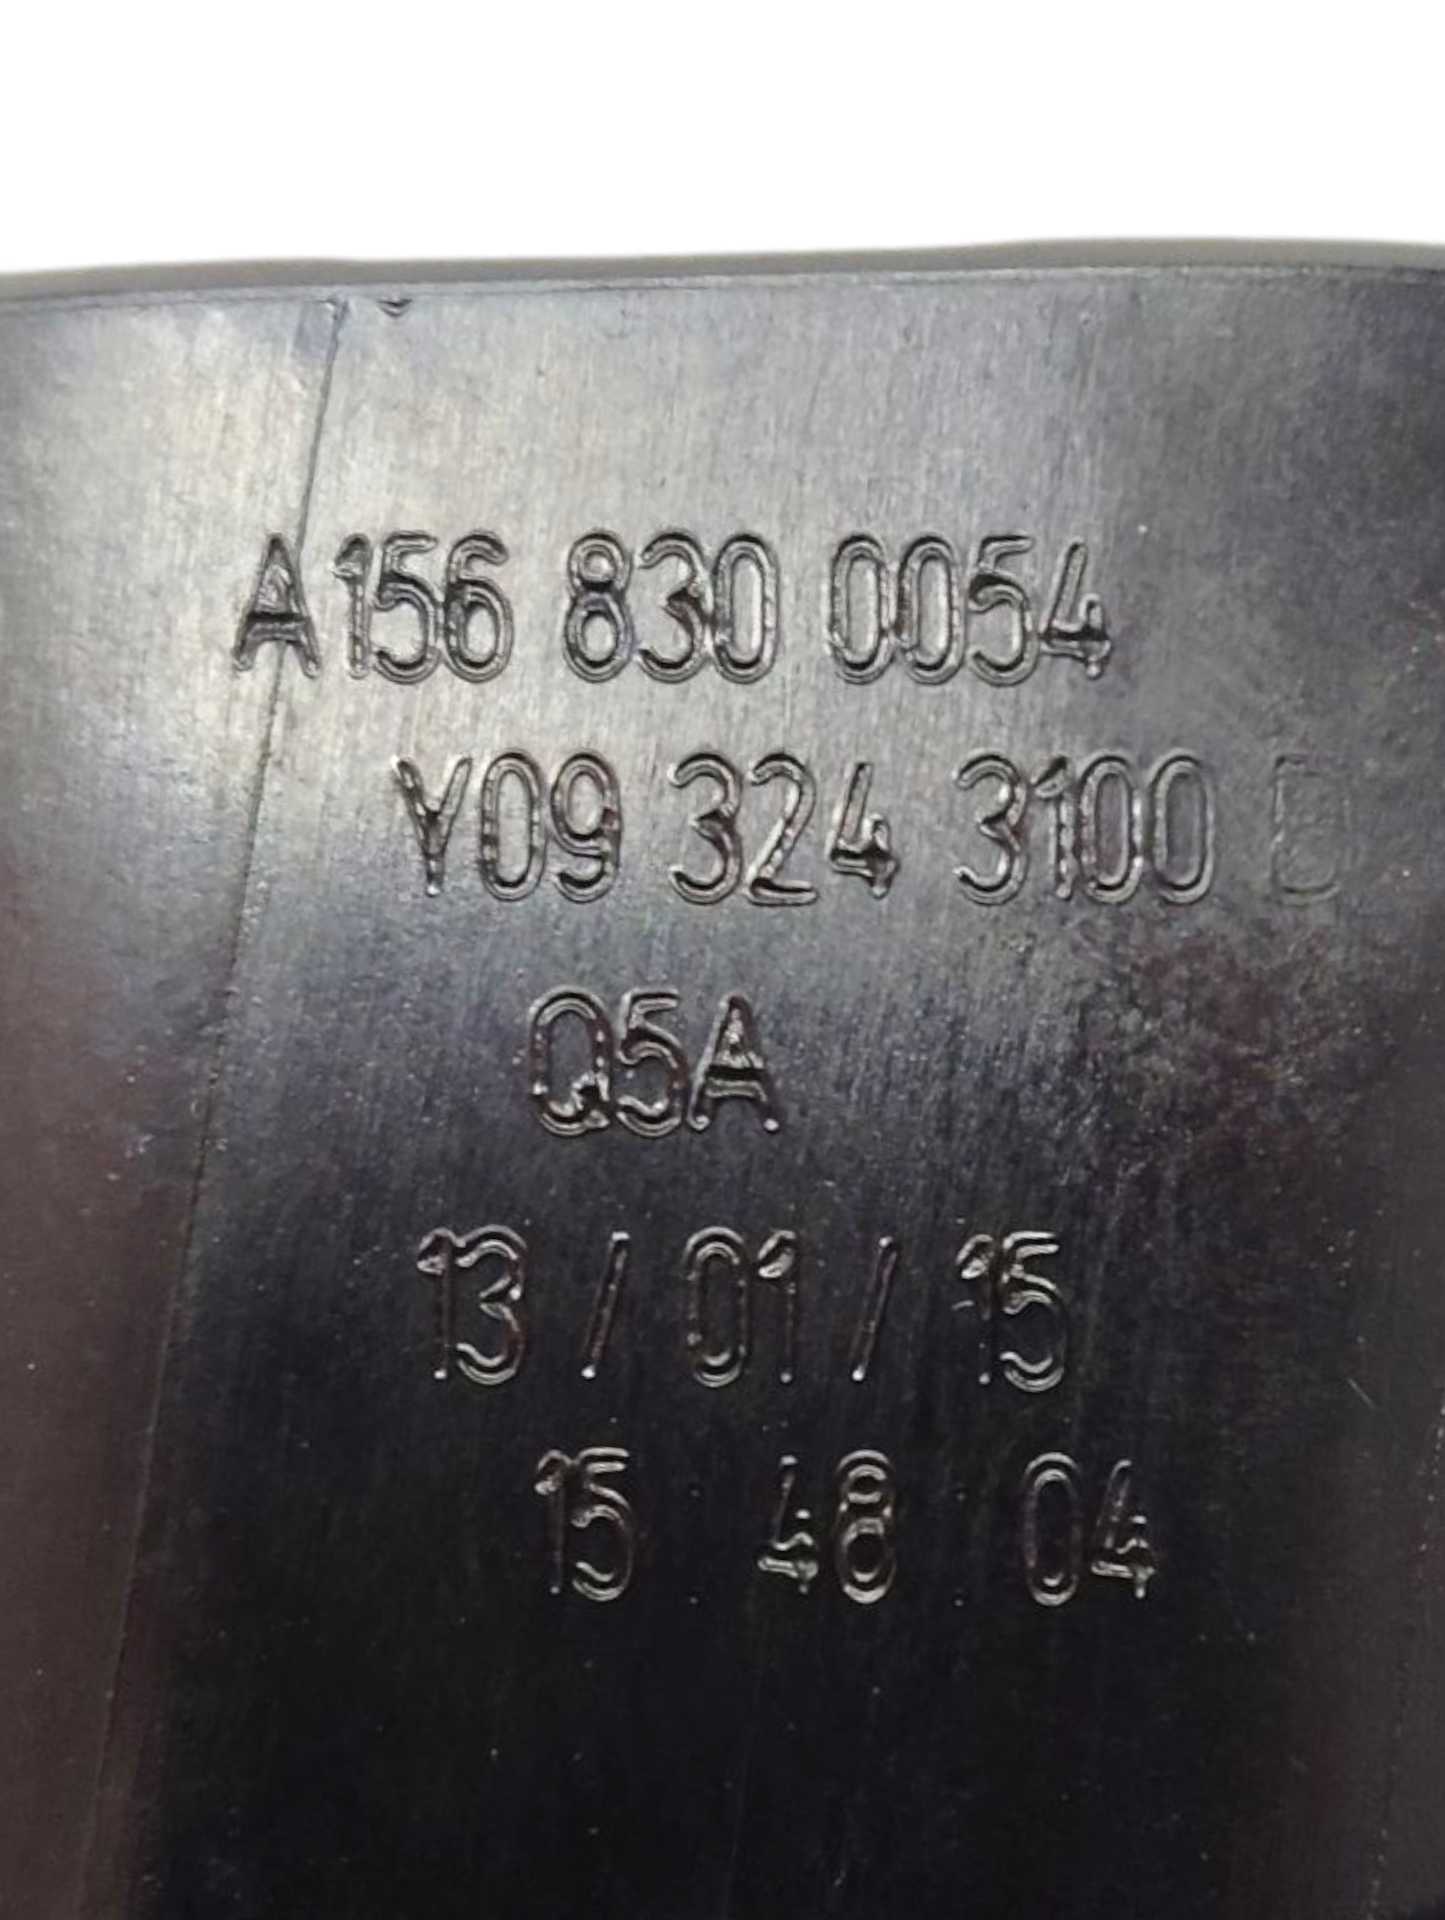 A156 830 0054
Y09 324 3100 D
Q5A
13 / 01 / 15
15 48 04